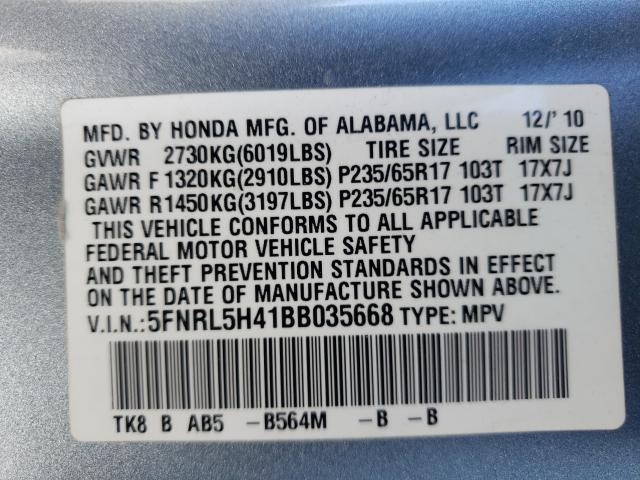 MFD. BY HONDA MFG. OF ALABAMA, LLC 12/'10
GVWR 2730KG(6019LBS) TIRE SIZE RIM SIZE
GAWR F 1320KG(2910LBS) P235/65R17 103T 17X7J
GAWR R1450KG(3197LBS) P235/65R17 103T 17X7J
THIS VEHICLE CONFORMS TO ALL APPLICABLE
FEDERAL MOTOR VEHICLE SAFETY
AND THEFT PREVENTION STANDARDS IN EFFECT
ON THE DATE OF MANUFACTURE SHOWN ABOVE.
V.I.N.:5FNRL5H41BB035668 TYPE: MPV
TK8 B AB5 -B564M -B -B